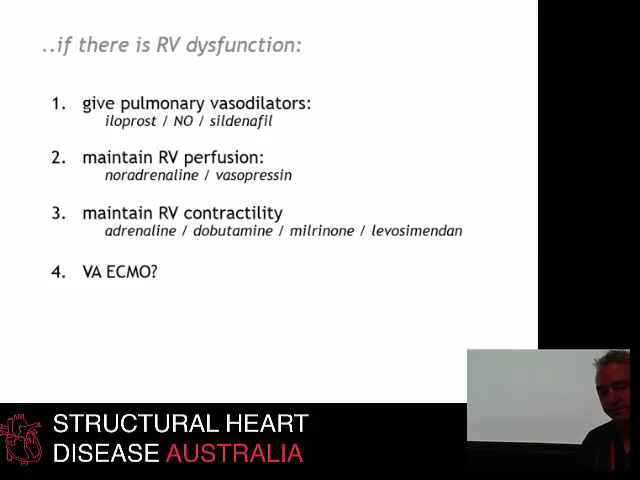 ..if there is RV dysfunction:
1. give pulmonary vasodilators:
iloprost / NO / sildenafil
2. maintain RV perfusion:
noradrenaline / vasopressin
3. maintain RV contractility
adrenaline / dobutamine / milrinone / levosimendan
4. VA ECMO?
STRUCTURAL HEART
DISEASE AUSTRALIA